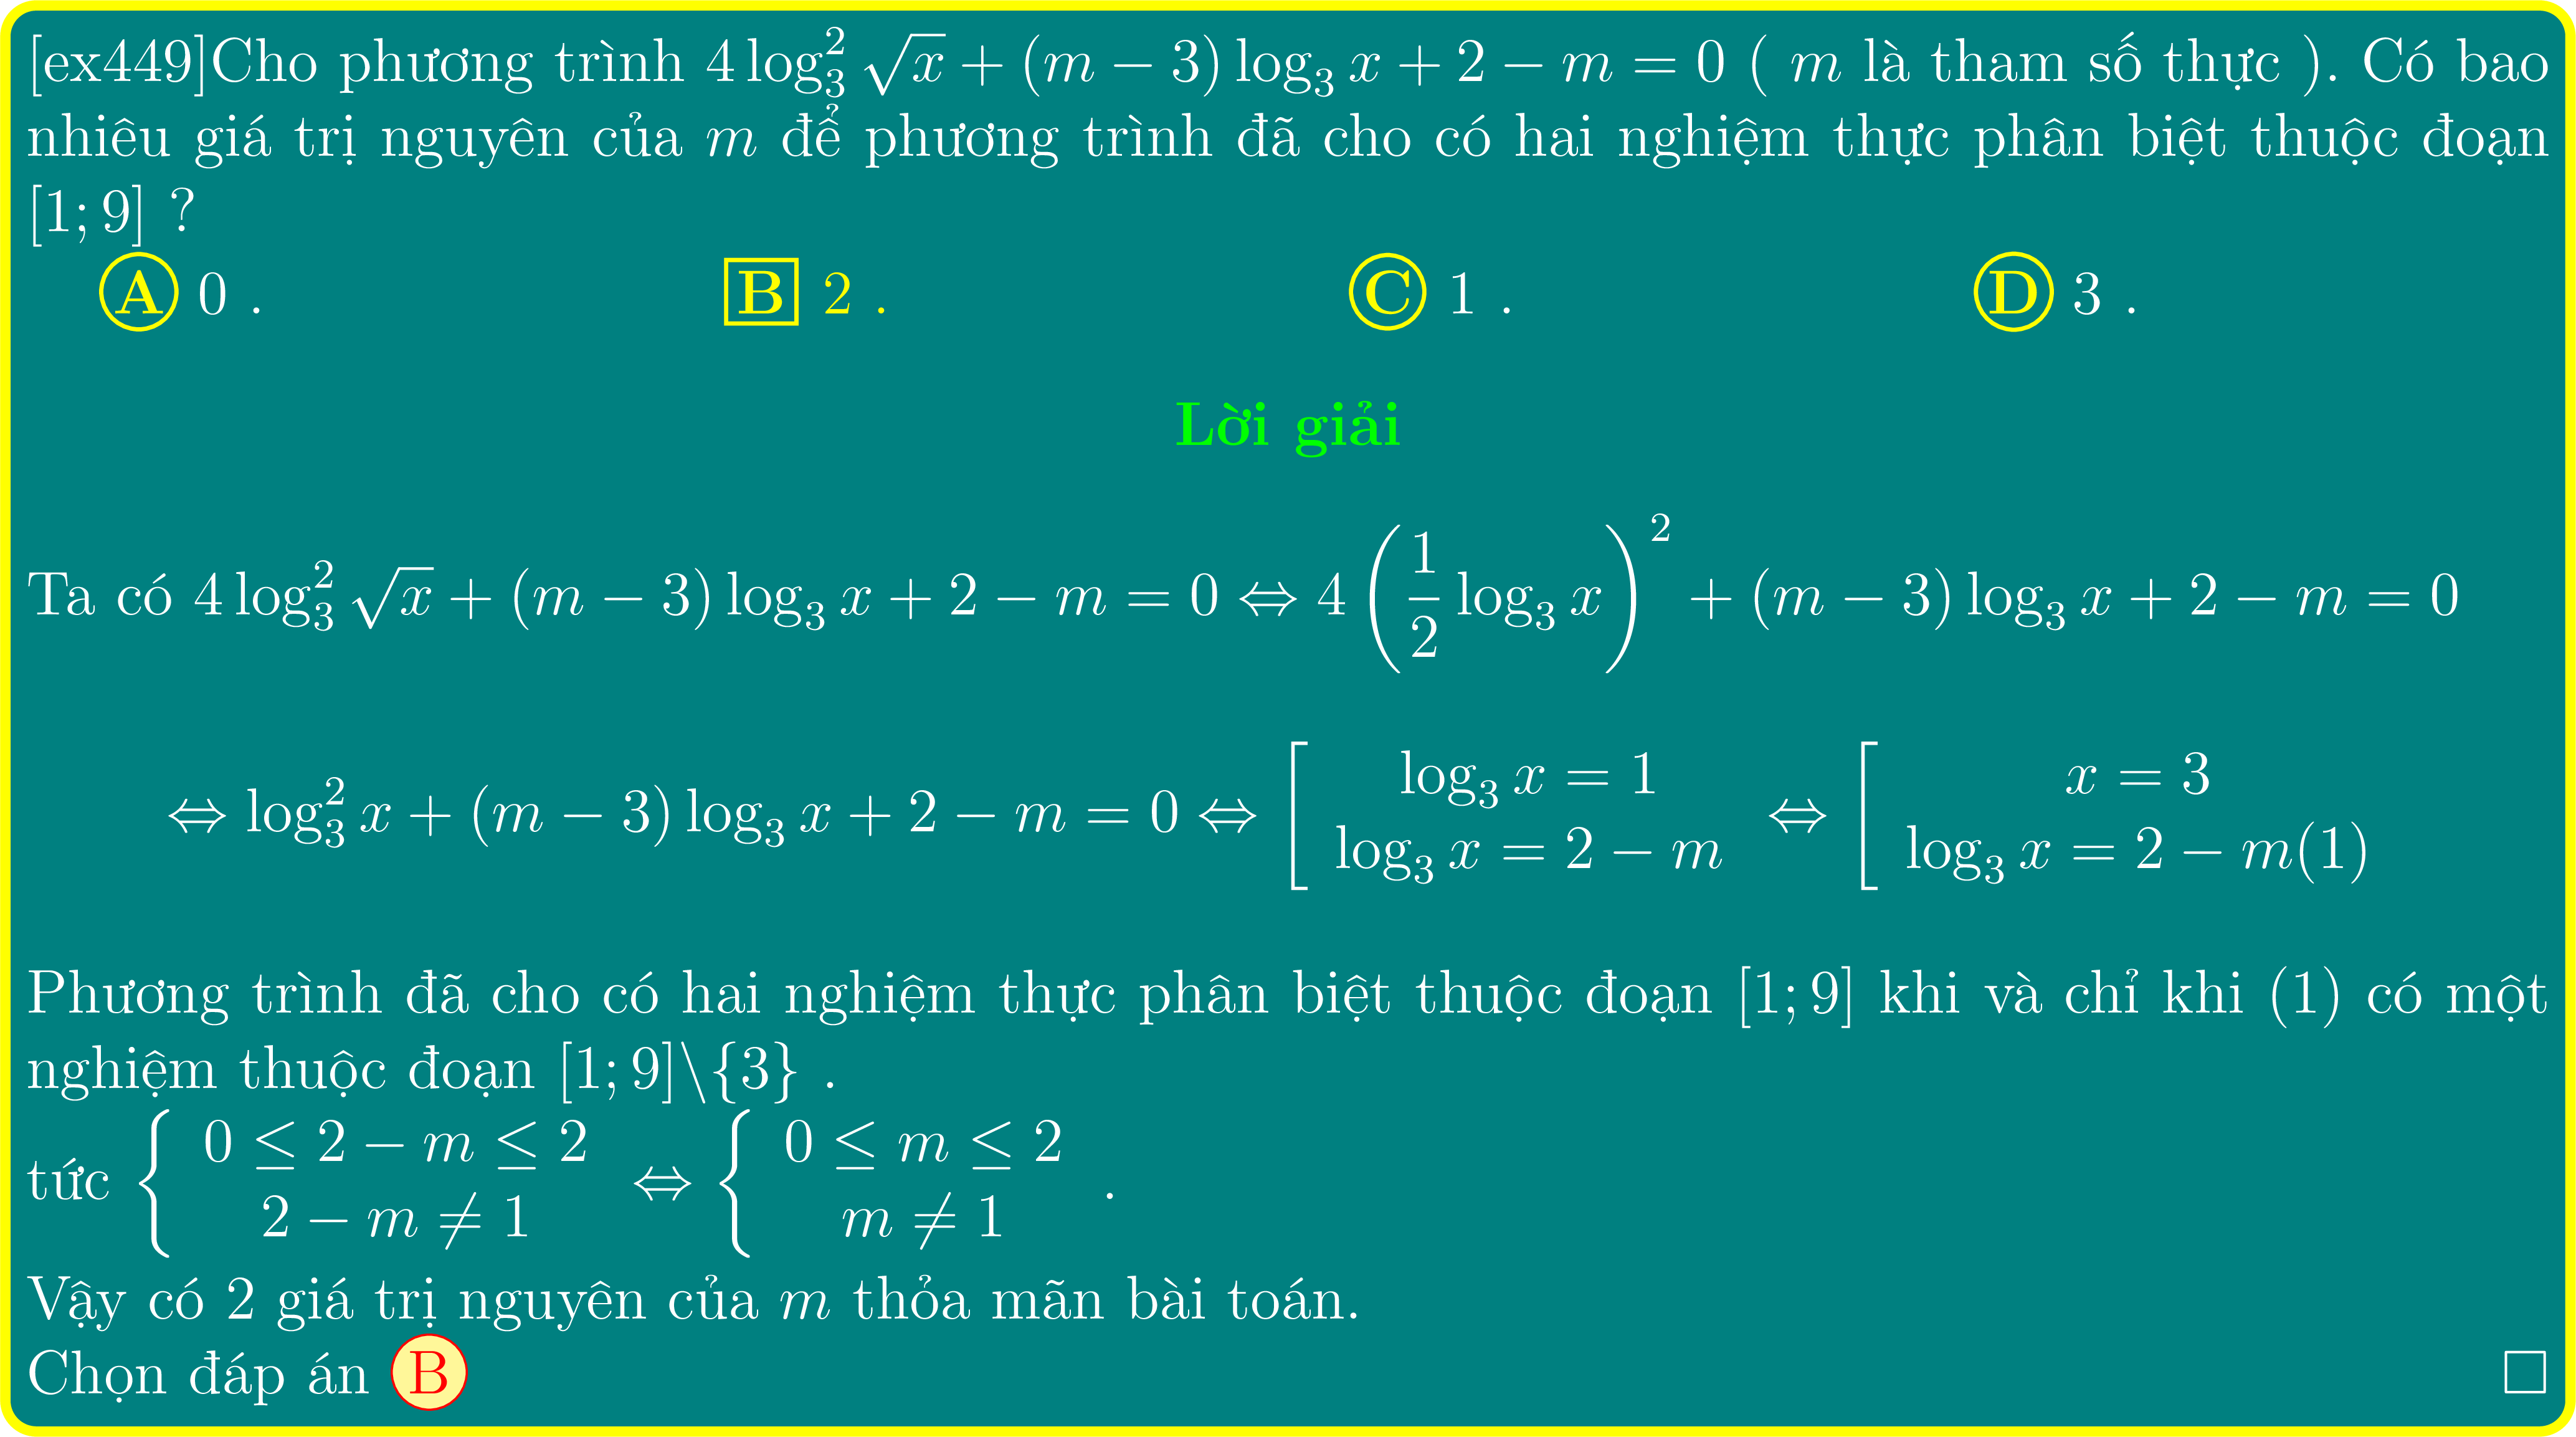 [ex449]Cho phương trình $4\log_3^2\sqrt{x}+(m-3)\log_3 x+2-m=0$ ( $m$ là tham số thực ). Có bao
nhiêu giá trị nguyên của $m$ để phương trình đã cho có hai nghiệm thực phân biệt thuộc đoạn
$[1;9]$ ?
A 0 . B 2 . C 1 . D 3 .
Lời giải
Ta có $4\log_3^2\sqrt{x}+(m-3)\log_3 x+2-m=0 \Leftrightarrow 4\left(\frac{1}{2}\log_3 x\right)^2+(m-3)\log_3 x+2-m=0$
$\Leftrightarrow \log_3^2 x+(m-3)\log_3 x+2-m=0 \Leftrightarrow \left[\begin{array}{c}\log_3 x=1\\ \log_3 x=2-m\end{array}\right. \Leftrightarrow \left[\begin{array}{c}x=3\\ \log_3 x=2-m(1)\end{array}\right.$
Phương trình đã cho có hai nghiệm thực phân biệt thuộc đoạn $[1;9]$ khi và chỉ khi (1) có một
nghiệm thuộc đoạn $[1;9]\backslash\{3\}$ .
tức $\left\{\begin{array}{c}0\leq 2-m\leq 2\\ 2-m\neq 1\end{array}\right. \Leftrightarrow \left\{\begin{array}{c}0\leq m\leq 2\\ m\neq 1\end{array}\right.$ .
Vậy có 2 giá trị nguyên của $m$ thỏa mãn bài toán.
Chọn đáp án B □